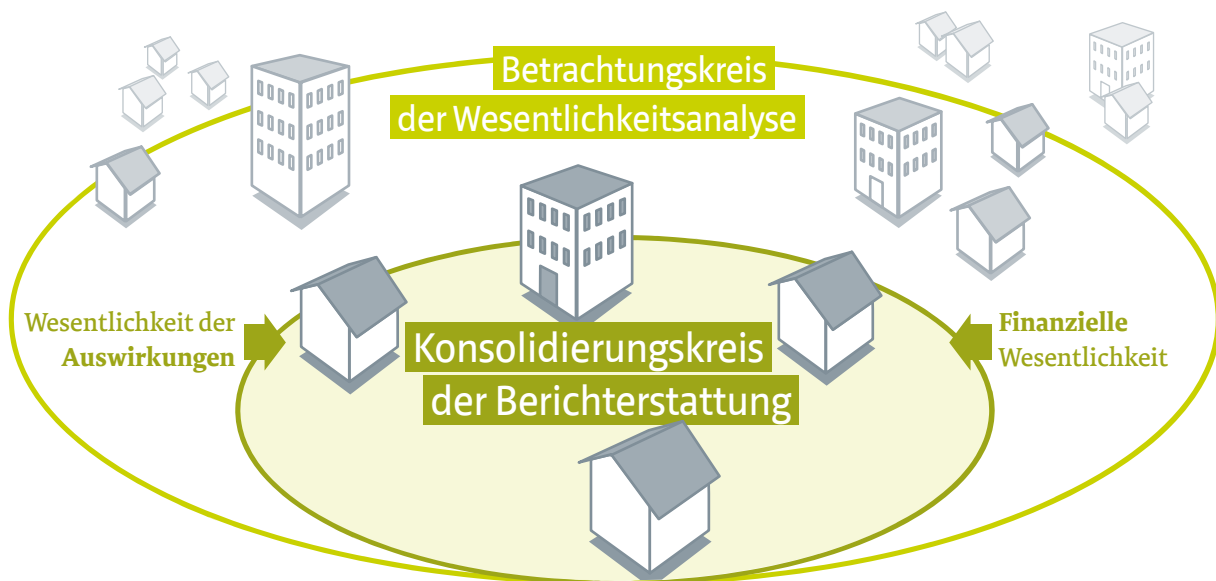 Betrachtungskreis
der Wesentlichkeitsanalyse
Wesentlichkeit der
Auswirkungen
Konsolidierungskreis
der Berichterstattung
Finanzielle
Wesentlichkeit